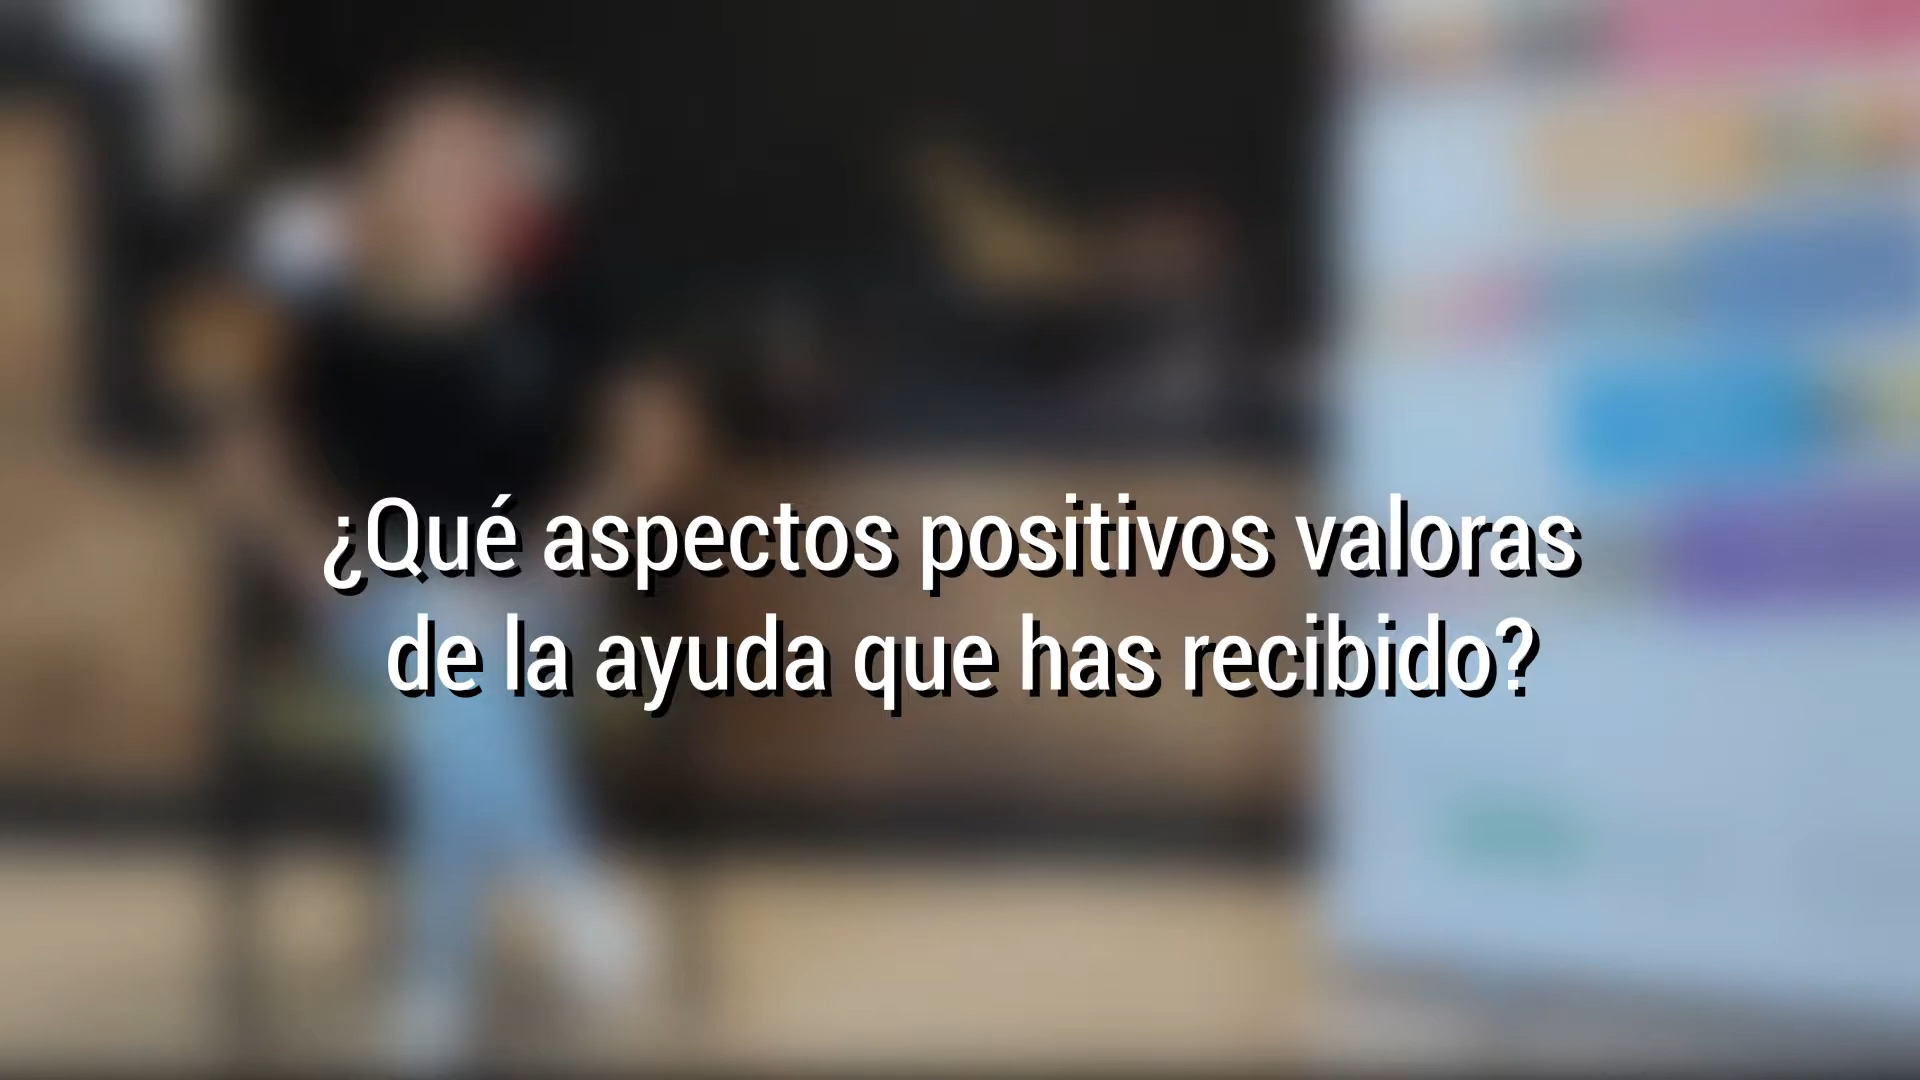 ¿Qué aspectos positivos valoras
de la ayuda que has recibido?